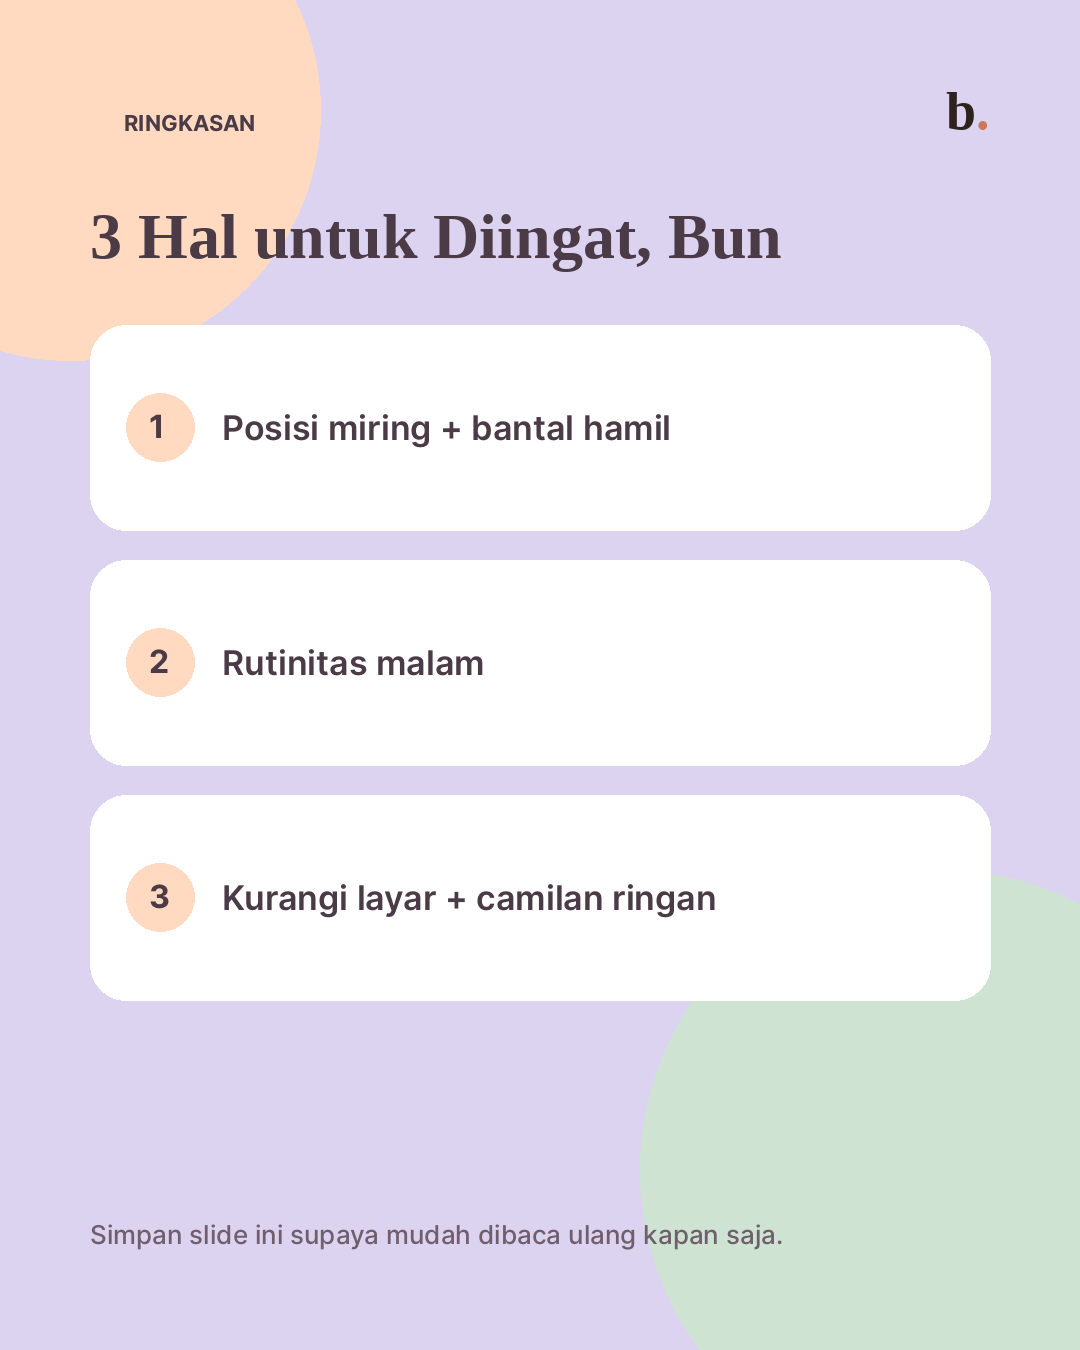 RINGKASAN
b.
3 Hal untuk Diingat, Bun
1 Posisi miring + bantal hamil
2 Rutinitas malam
3 Kurangi layar + camilan ringan
Simpan slide ini supaya mudah dibaca ulang kapan saja.